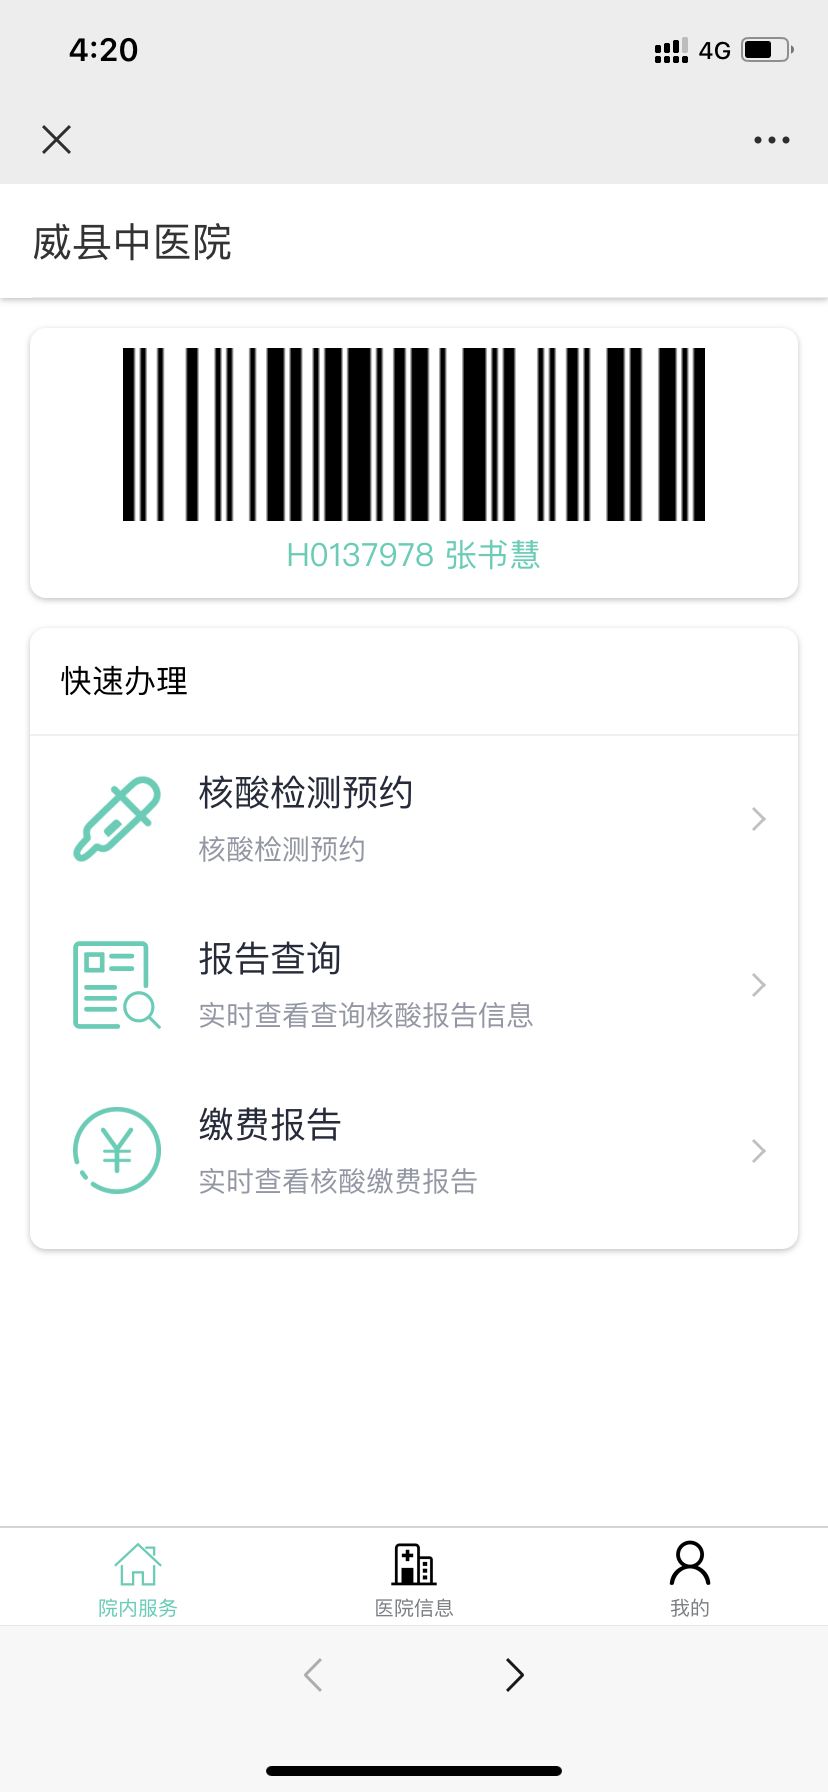 4:20
4G
威县中医院
H0137978 张书慧
快速办理
核酸检测预约
核酸检测预约
报告查询
实时查看查询核酸报告信息
缴费报告
实时查看核酸缴费报告
院内服务
医院信息
我的